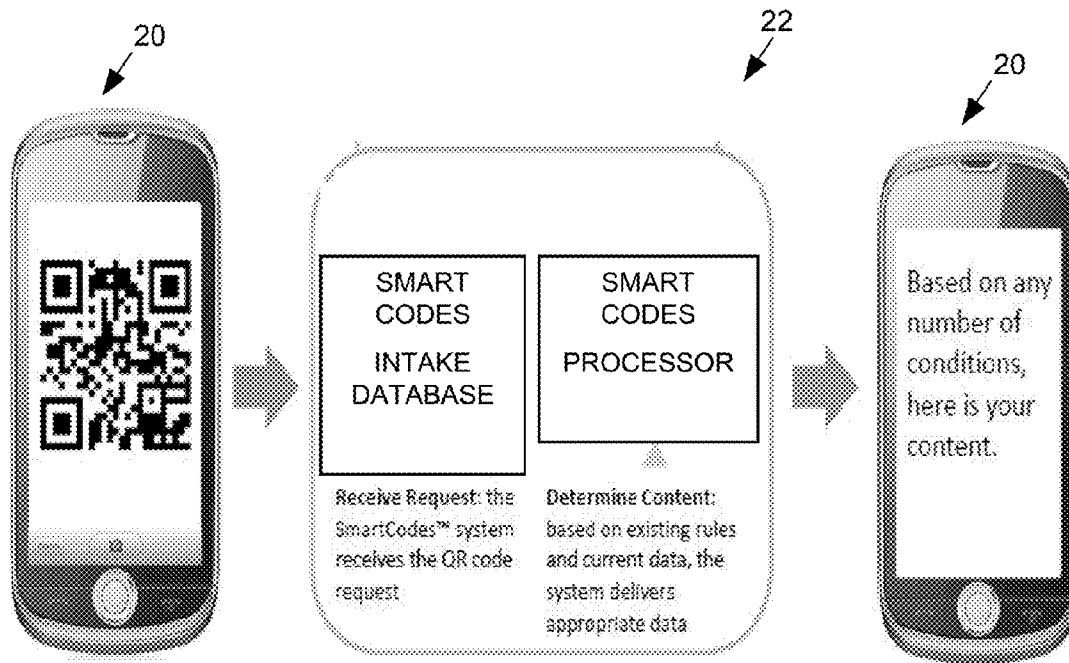 20
22
20
SMART
CODES
INTAKE
DATABASE
SMART
CODES
PROCESSOR
Receive Request: the
SmartCodes™ system
receives the QR code
request
Determine Content:
based on existing rules
and current data, the
system delivers
appropriate data
Based on any
number of
conditions,
here is your
content.